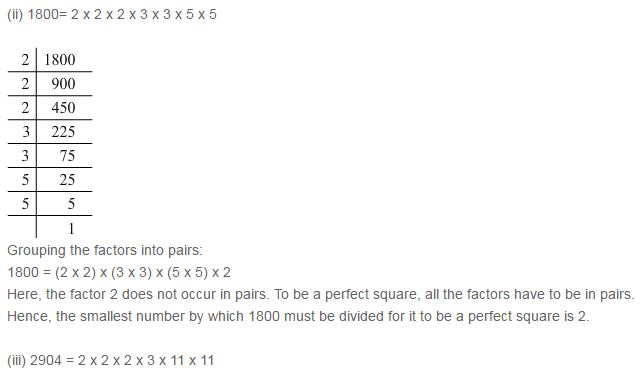 (ii) 1800= 2 x 2 x 2 x 3 x 3 x 5 x 5
2 1800
2 900
2 450
3 225
3 75
5 25
5 5
1
Grouping the factors into pairs:
1800 = (2 x 2) x (3 x 3) x (5 x 5) x 2
Here, the factor 2 does not occur in pairs. To be a perfect square, all the factors have to be in pairs.
Hence, the smallest number by which 1800 must be divided for it to be a perfect square is 2.
(iii) 2904 = 2 x 2 x 2 x 3 x 11 x 11